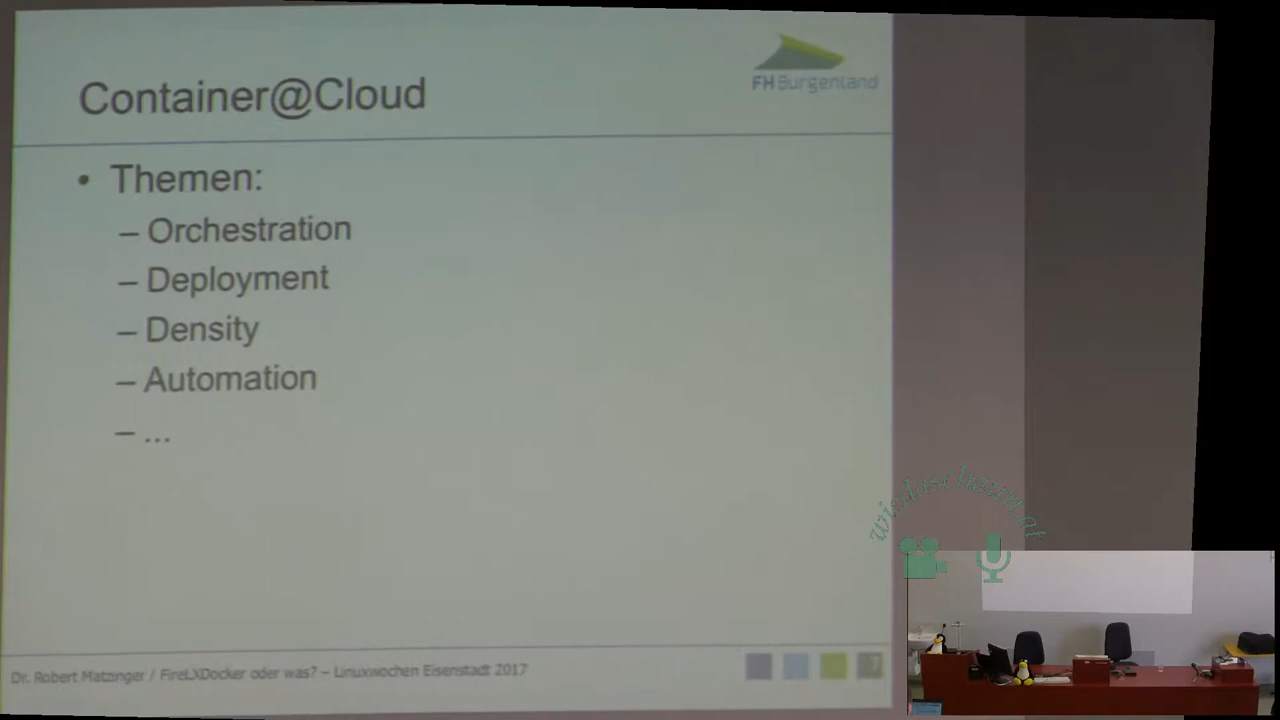 Container@Cloud
FH Burgenland
• Themen:
– Orchestration
– Deployment
– Density
– Automation
– ...
Dr. Robert Matzinger / FireLXDocker oder was? – Linuxwochen Eisenstadt 2017